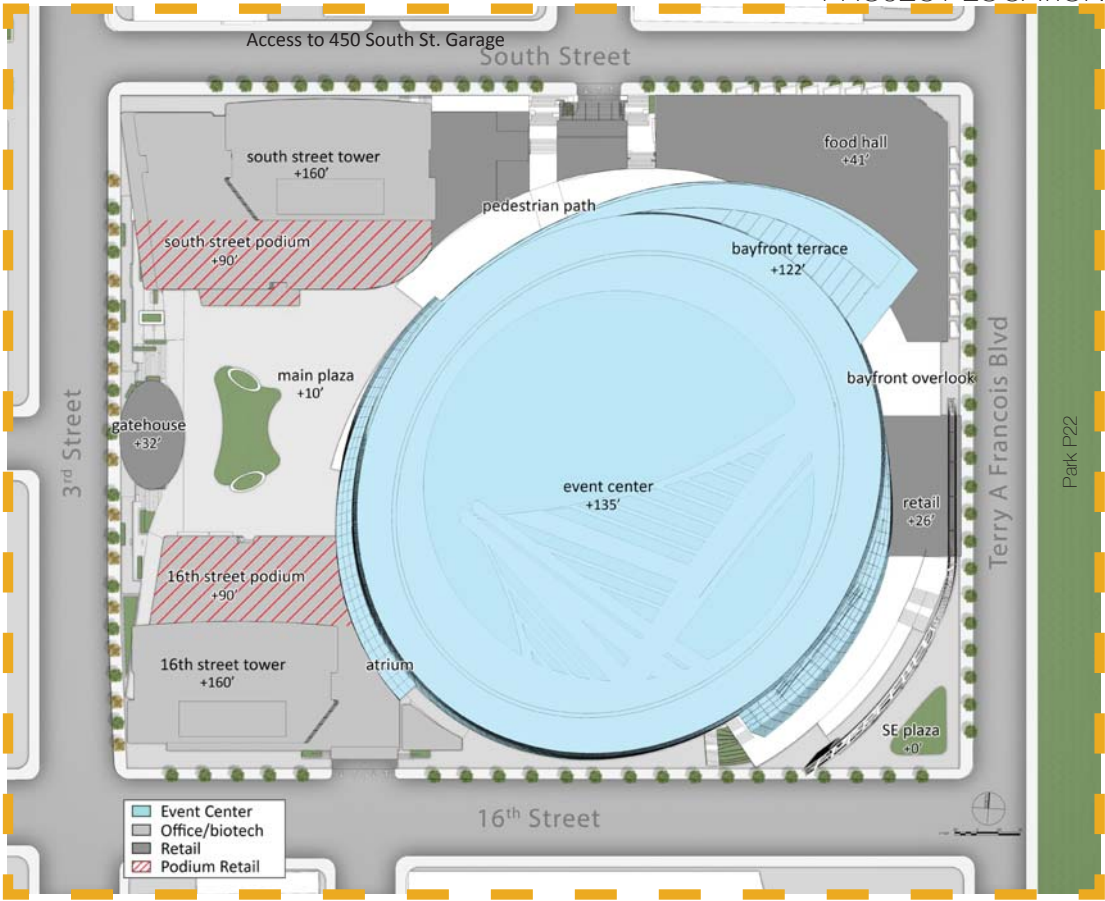 Access to 450 South St. Garage
South Street
south street tower
+160'
food hall
+41'
pedestrian path
south street podium
+90'
bayfront terrace
+122'
main plaza
+10'
bayfront overlook
gatehouse
+32'
3rd Street
Terry A Francois Blvd
Park P22
event center
+135'
retail
+26'
16th street podium
+90'
16th street tower
+160'
atrium
SE plaza
+0'
16th Street
Event Center
Office/biotech
Retail
Podium Retail